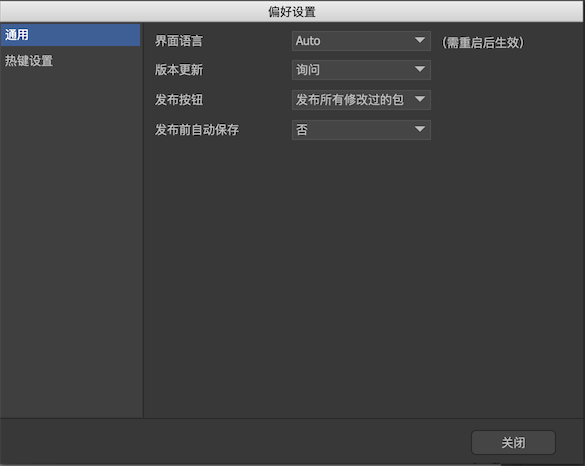 偏好设置
通用
热键设置
界面语言 Auto (需重启后生效)
版本更新 询问
发布按钮 发布所有修改过的包
发布前自动保存 否
关闭